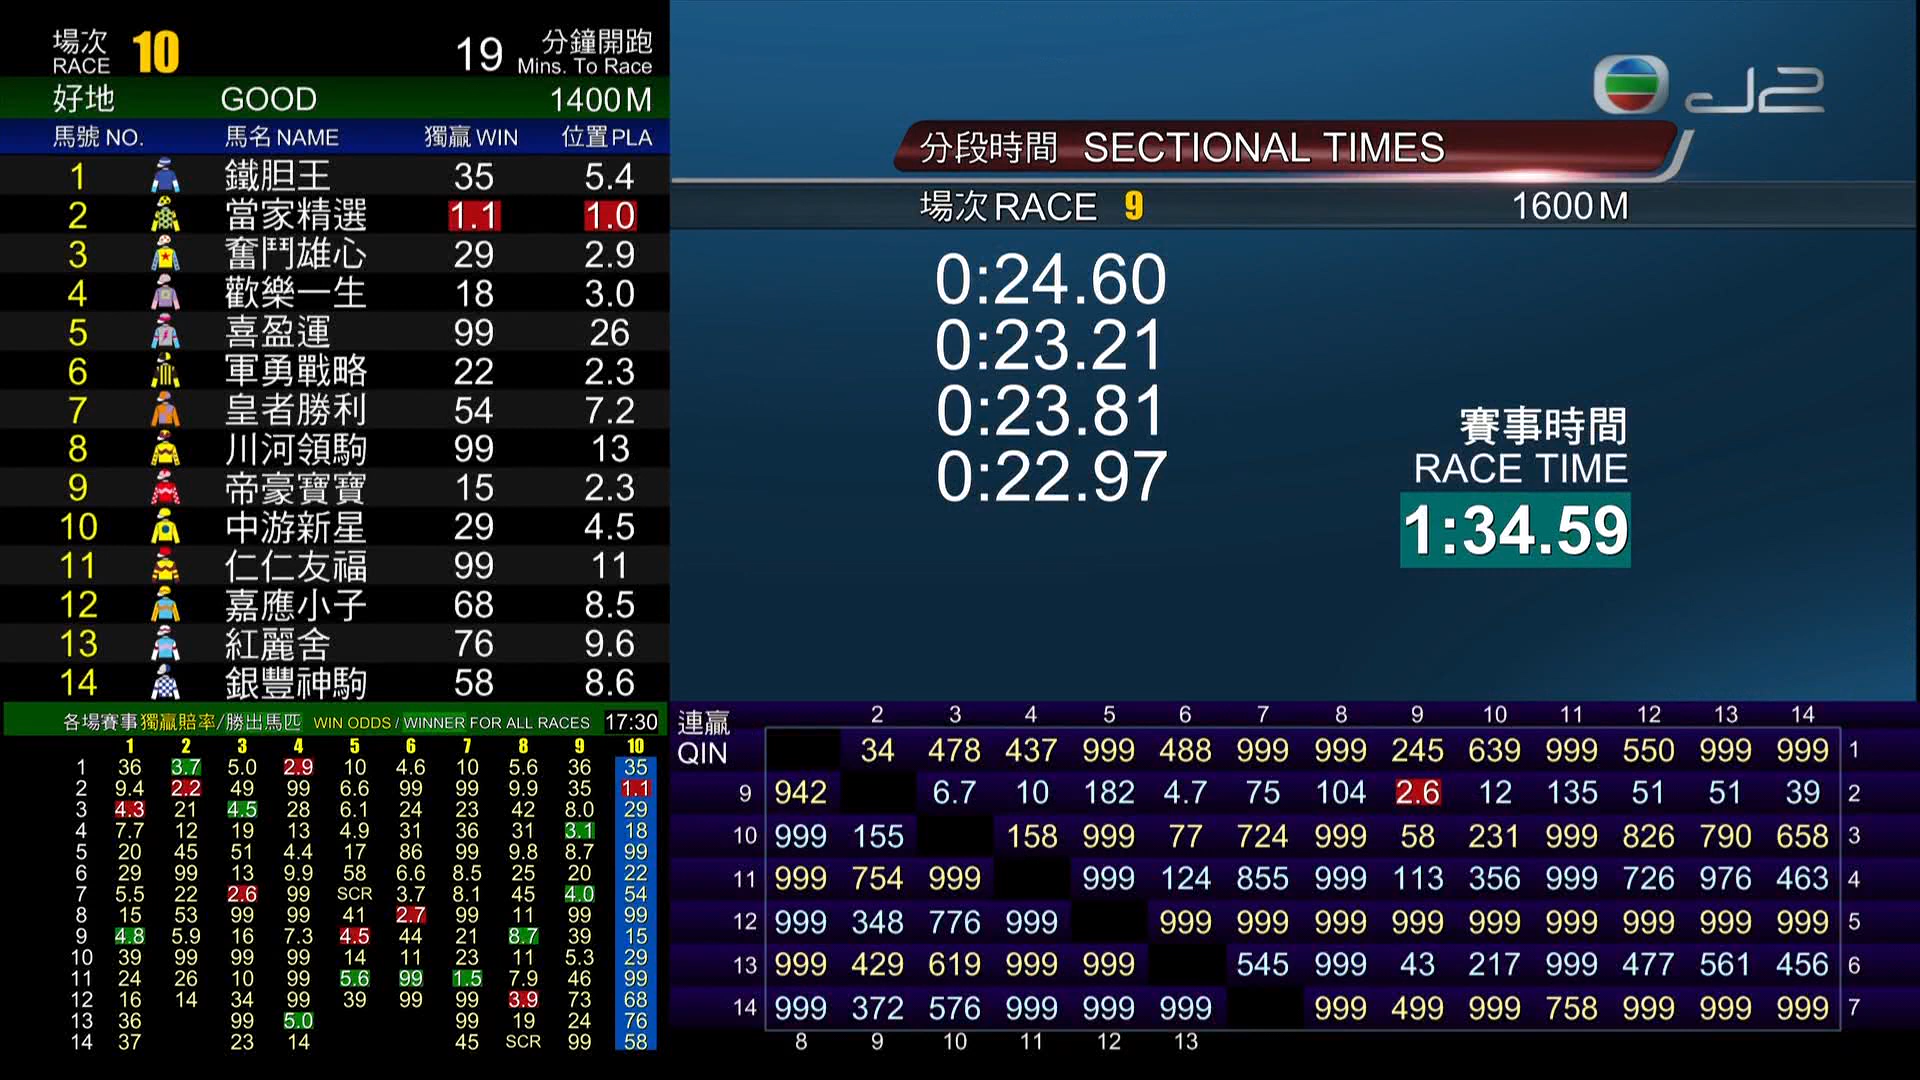 場次 RACE 10 19 分鐘開跑 Mins. To Race
好地 GOOD 1400M
馬號 NO. 馬名 NAME 獨贏 WIN 位置 PLA
1 鐵胆王 35 5.4
2 當家精選 1.1 1.0
3 奮鬥雄心 29 2.9
4 歡樂一生 18 3.0
5 喜盈運 99 26
6 軍勇戰略 22 2.3
7 皇者勝利 54 7.2
8 川河領駒 99 13
9 帝豪寶寶 15 2.3
10 中游新星 29 4.5
11 仁仁友福 99 11
12 嘉應小子 68 8.5
13 紅麗舍 76 9.6
14 銀豐神駒 58 8.6
各場賽事獨贏賠率/勝出馬匹 WIN ODDS / WINNER FOR ALL RACES 17:30
1 2 3 4 5 6 7 8 9 10
1 36 3.7 5.0 2.9 10 4.6 10 5.6 36 35
2 9.4 2.2 49 99 6.6 99 99 9.9 35 1.1
3 4.3 21 4.5 28 6.1 24 23 42 8.0 29
4 7.7 12 19 13 4.9 31 36 31 3.1 18
5 20 45 51 4.4 17 86 99 9.8 8.7 99
6 29 99 13 9.9 58 6.6 8.5 25 20 22
7 5.5 22 2.6 99 SCR 3.7 8.1 45 4.0 54
8 15 53 99 99 41 2.7 99 11 99 99
9 4.8 5.9 16 7.3 4.5 44 21 8.7 39 15
10 39 99 99 99 14 11 23 11 5.3 29
11 24 26 10 99 5.6 99 1.5 7.9 46 99
12 16 14 34 99 39 99 99 3.9 73 68
13 36 99 5.0 99 19 24 76
14 37 23 14 45 SCR 99 58
J2
分段時間 SECTIONAL TIMES
場次 RACE 9 1600M
0:24.60
0:23.21
0:23.81
0:22.97
賽事時間
RACE TIME
1:34.59
連贏 QIN
2 3 4 5 6 7 8 9 10 11 12 13 14
34 478 437 999 488 999 999 245 639 999 550 999 999 1
9 942 6.7 10 182 4.7 75 104 2.6 12 135 51 51 39 2
10 999 155 158 999 77 724 999 58 231 999 826 790 658 3
11 999 754 999 999 124 855 999 113 356 999 726 976 463 4
12 999 348 776 999 999 999 999 999 999 999 999 999 999 5
13 999 429 619 999 999 545 999 43 217 999 477 561 456 6
14 999 372 576 999 999 999 999 499 999 758 999 999 999 7
8 9 10 11 12 13